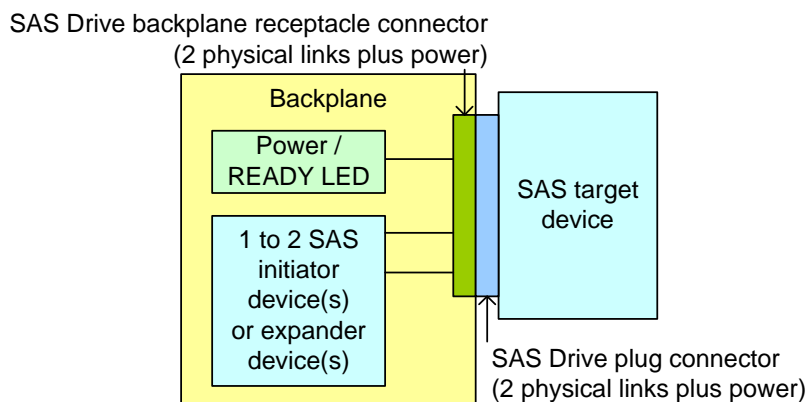 SAS Drive backplane receptacle connector
(2 physical links plus power)
Backplane
Power /
READY LED
SAS target
device
1 to 2 SAS
initiator
device(s)
or expander
device(s)
SAS Drive plug connector
(2 physical links plus power)